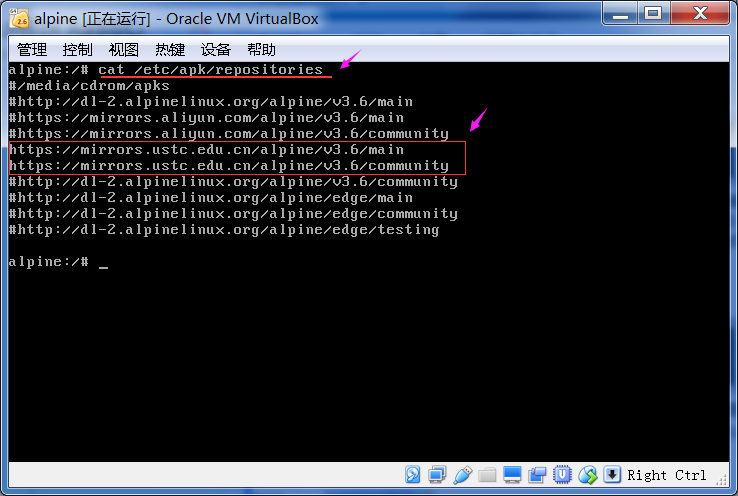 alpine [正在运行] - Oracle VM VirtualBox
管理 控制 视图 热键 设备 帮助
alpine:/# cat /etc/apk/repositories
#/media/cdrom/apks
#http://dl-2.alpinelinux.org/alpine/v3.6/main
#https://mirrors.aliyun.com/alpine/v3.6/main
#https://mirrors.aliyun.com/alpine/v3.6/community
https://mirrors.ustc.edu.cn/alpine/v3.6/main
https://mirrors.ustc.edu.cn/alpine/v3.6/community
#http://dl-2.alpinelinux.org/alpine/v3.6/community
#http://dl-2.alpinelinux.org/alpine/edge/main
#http://dl-2.alpinelinux.org/alpine/edge/community
#http://dl-2.alpinelinux.org/alpine/edge/testing
alpine:/# _
Right Ctrl